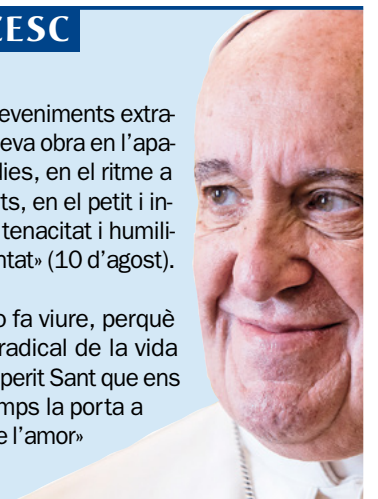 CESC
eveniments extra-
eva obra en l'apa-
dies, en el ritme a
ts, en el petit i in-
tenacitat i humili-
ntat» (10 d'agost).
o fa viure, perquè
radical de la vida
perit Sant que ens
mps la porta a
e l'amor»